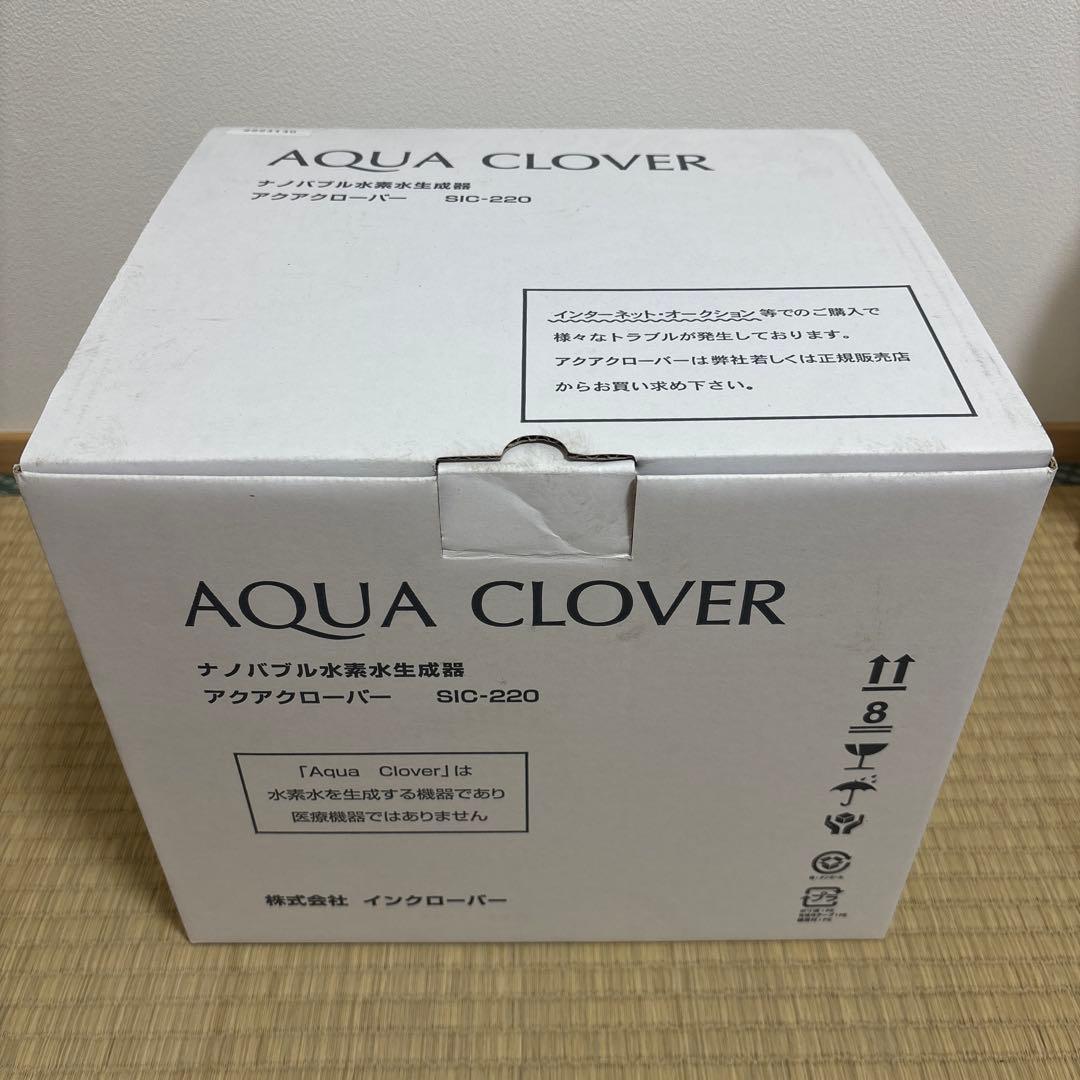 AQUA CLOVER
ナノバブル水素水生成器
アクアクローバー SIC-220
インターネット・オークション等でのご購入で
様々なトラブルが発生しております。
アクアクローバーは弊社若しくは正規販売店
からお買い求め下さい。
AQUA CLOVER
ナノバブル水素水生成器
アクアクローバー SIC-220
「Aqua Clover」は
水素水を生成する機器であり
医療機器ではありません
株式会社 インクローバー
8
プラ